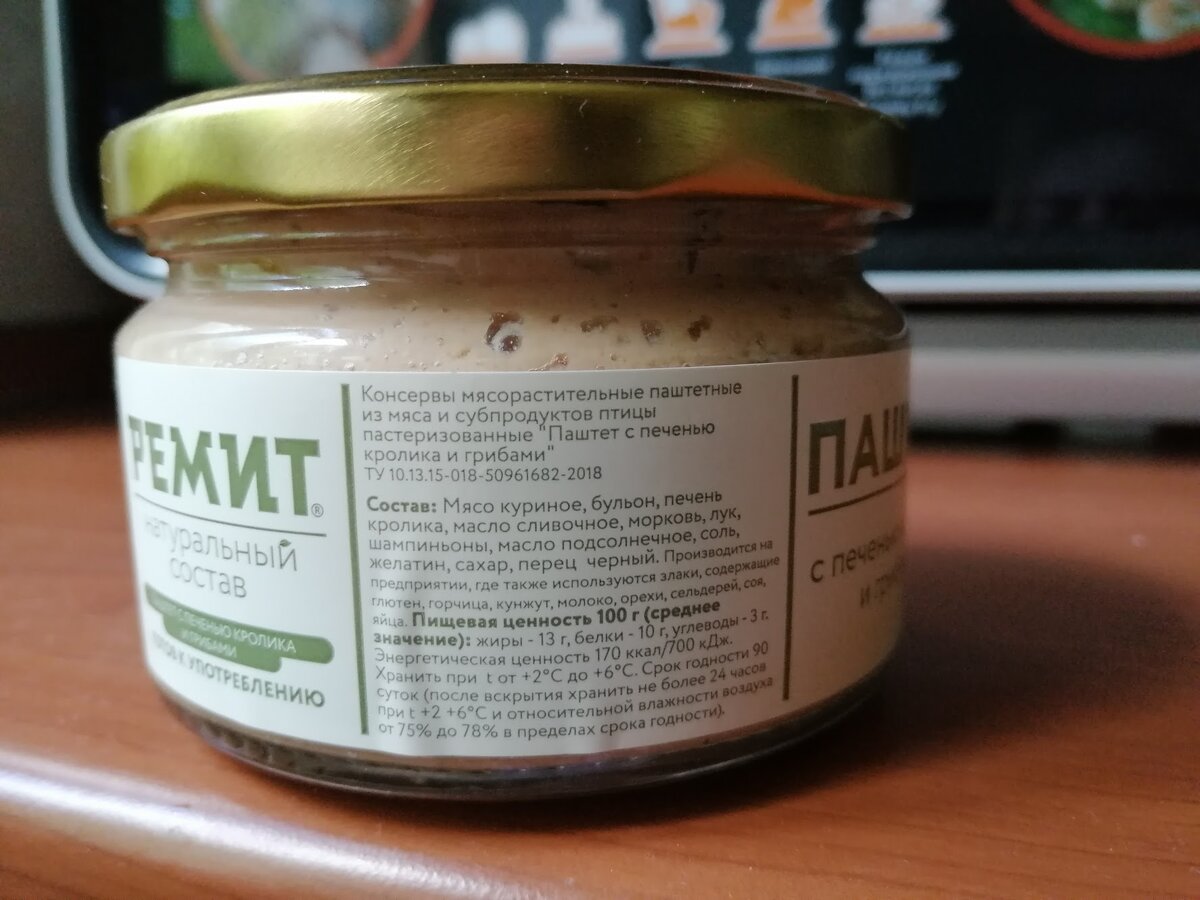 РЕМИТ®
натуральный
состав
С ПЕЧЕНЬЮ КРОЛИКА
И ГРИБАМИ
К УПОТРЕБЛЕНИЮ
Консервы мясорастительные паштетные
из мяса и субпродуктов птицы
пастеризованные "Паштет с печенью
кролика и грибами"
ТУ 10.13.15-018-50961682-2018
Состав: Мясо куриное, бульон, печень
кролика, масло сливочное, морковь, лук,
шампиньоны, масло подсолнечное, соль,
желатин, сахар, перец черный. Производится на
предприятии, где также используются злаки, содержащие
глютен, горчица, кунжут, молоко, орехи, сельдерей, соя,
яйца. Пищевая ценность 100 г (среднее
значение): жиры - 13 г, белки - 10 г, углеводы - 3 г.
Энергетическая ценность 170 ккал/700 кДж.
Хранить при t от +2°С до +6°С. Срок годности 90
суток (после вскрытия хранить не более 24 часов
при t +2 +6°С и относительной влажности воздуха
от 75% до 78% в пределах срока годности).
ПАШ
с печен
и гри